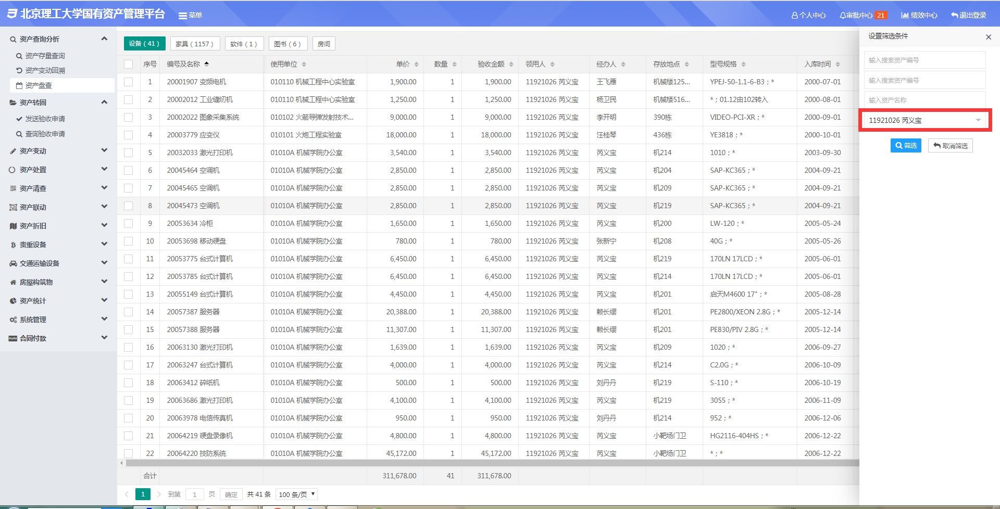 北京理工大学国有资产管理平台 菜单 个人中心 审批中心 21 绩效中心 退出登录
资产查询分析
资产存量查询
资产变动回溯
资产盘查
资产转固
发送验收申请
查询验收申请
资产变动
资产处置
资产清查
资产联动
资产折旧
贵重设备
交通运输设备
房屋构筑物
资产统计
系统管理
合同付款
设备 ( 41 ) 家具 ( 1157 ) 软件 ( 1 ) 图书 ( 6 ) 房间
序号 编号及名称 使用单位 单价 数量 验收金额 领用人 经办人 存放地点 型号规格 入库时间
1 20001907 变频电机 010110 机械工程中心实验室 1,900.00 1 1,900.00 11921026 芮义宝 王飞雁 机械楼125... YPEJ-50-1.1-6-B3；* 2000-07-01
2 20002012 工业缝纫机 010110 机械工程中心实验室 1,250.00 1 1,250.00 11921026 芮义宝 杨卫民 机械楼516... *；01.12由102转入 2000-08-01
3 20002022 图象采集系统 010102 火箭导弹发射技术... 9,000.00 1 9,000.00 11921026 芮义宝 李开明 390栋 VIDEO-PCI-XR；* 2000-09-01
4 20003779 应变仪 010101 火炮工程实验室 18,000.00 1 18,000.00 11921026 芮义宝 汪桂琴 436栋 YE3818；* 2000-10-01
5 20032033 激光打印机 01010A 机械学院办公室 3,540.00 1 3,540.00 11921026 芮义宝 芮义宝 机214 1010；* 2003-09-30
6 20045464 空调机 01010A 机械学院办公室 2,850.00 1 2,850.00 11921026 芮义宝 芮义宝 机204 SAP-KC365；* 2004-09-21
7 20045465 空调机 01010A 机械学院办公室 2,850.00 1 2,850.00 11921026 芮义宝 芮义宝 机209 SAP-KC365；* 2004-09-21
8 20045473 空调机 01010A 机械学院办公室 2,850.00 1 2,850.00 11921026 芮义宝 芮义宝 机219 SAP-KC365；* 2004-09-21
9 20053634 冷柜 01010A 机械学院办公室 1,650.00 1 1,650.00 11921026 芮义宝 芮义宝 机200 LW-120；* 2005-05-24
10 20053698 移动硬盘 01010A 机械学院办公室 780.00 1 780.00 11921026 芮义宝 张新宁 机208 40G；* 2005-05-26
11 20053775 台式计算机 01010A 机械学院办公室 6,450.00 1 6,450.00 11921026 芮义宝 芮义宝 机219 170LN 17LCD；* 2005-06-01
12 20053785 台式计算机 01010A 机械学院办公室 6,450.00 1 6,450.00 11921026 芮义宝 芮义宝 机214 170LN 17LCD；* 2005-06-01
13 20055149 台式计算机 01010A 机械学院办公室 4,450.00 1 4,450.00 11921026 芮义宝 芮义宝 机201 启天M4600 17"；* 2005-08-28
14 20057387 服务器 01010A 机械学院办公室 20,388.00 1 20,388.00 11921026 芮义宝 赖长缨 机201 PE2800/XEON 2.8G；* 2005-12-14
15 20057388 服务器 01010A 机械学院办公室 11,307.00 1 11,307.00 11921026 芮义宝 赖长缨 机201 PE830/PIV 2.8G；* 2005-12-14
16 20063130 激光打印机 01010A 机械学院办公室 1,639.00 1 1,639.00 11921026 芮义宝 芮义宝 机209 1020；* 2006-09-27
17 20063247 台式计算机 01010A 机械学院办公室 4,000.00 1 4,000.00 11921026 芮义宝 芮义宝 机214 C2.0G；* 2006-10-09
18 20063412 碎纸机 01010A 机械学院办公室 500.00 1 500.00 11921026 芮义宝 刘丹丹 机219 S-110；* 2006-10-19
19 20063686 激光打印机 01010A 机械学院办公室 4,100.00 1 4,100.00 11921026 芮义宝 芮义宝 机219 3055；* 2006-11-09
20 20063978 电信传真机 01010A 机械学院办公室 950.00 1 950.00 11921026 芮义宝 刘丹丹 机214 952；* 2006-12-06
21 20064219 硬盘录像机 01010A 机械学院办公室 4,800.00 1 4,800.00 11921026 芮义宝 芮义宝 小靶场门卫 HG2116-404HS；* 2006-12-22
22 20064220 技防系统 01010A 机械学院办公室 45,172.00 1 45,172.00 11921026 芮义宝 芮义宝 小靶场门卫 *；* 2006-12-22
合计 311,678.00 41 311,678.00
1 到第 1 页 确定 共 41 条 100 条/页
设置筛选条件
输入搜索资产编号
输入搜索资产编号
输入资产名称
11921026 芮义宝
筛选 取消筛选